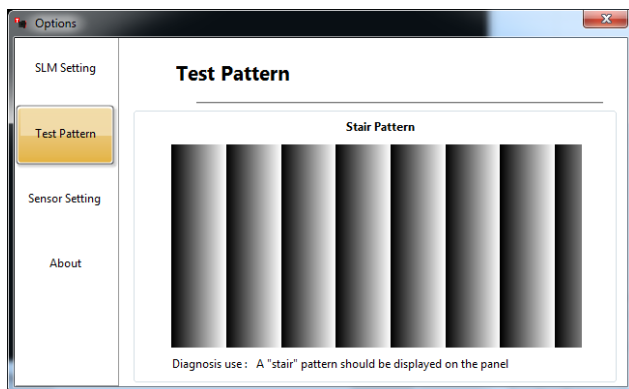 Options
SLM Setting
Test Pattern
Test Pattern
Stair Pattern
Sensor Setting
About
Diagnosis use : A "stair" pattern should be displayed on the panel